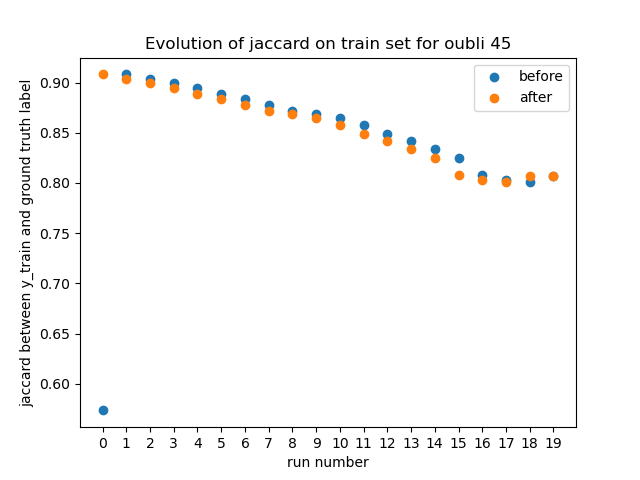 Evolution of jaccard on train set for oubli 45
before
after
jaccard between y_train and ground truth label
0.90
0.85
0.80
0.75
0.70
0.65
0.60
0 1 2 3 4 5 6 7 8 9 10 11 12 13 14 15 16 17 18 19
run number